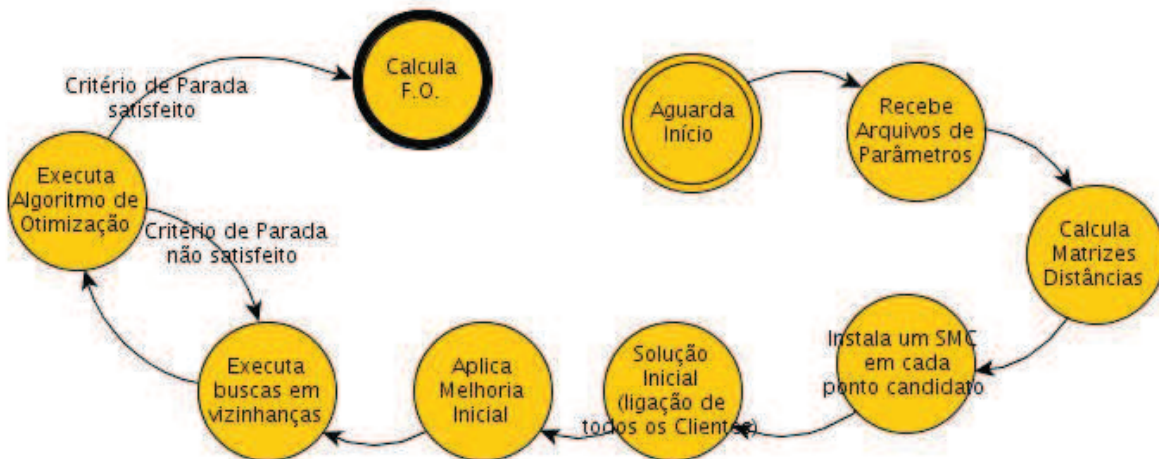 Aguarda
Início
Recebe
Arquivos de
Parâmetros
Calcula
Matrizes
Distâncias
Instala um SMC
em cada
ponto candidato
Solução
Inicial
(ligação de
todos os Clientes)
Aplica
Melhoria
Inicial
Executa
buscas em
vizinhanças
Executa
Algoritmo de
Otimização
Critério de Parada
não satisfeito
Critério de Parada
satisfeito
Calcula
F.O.